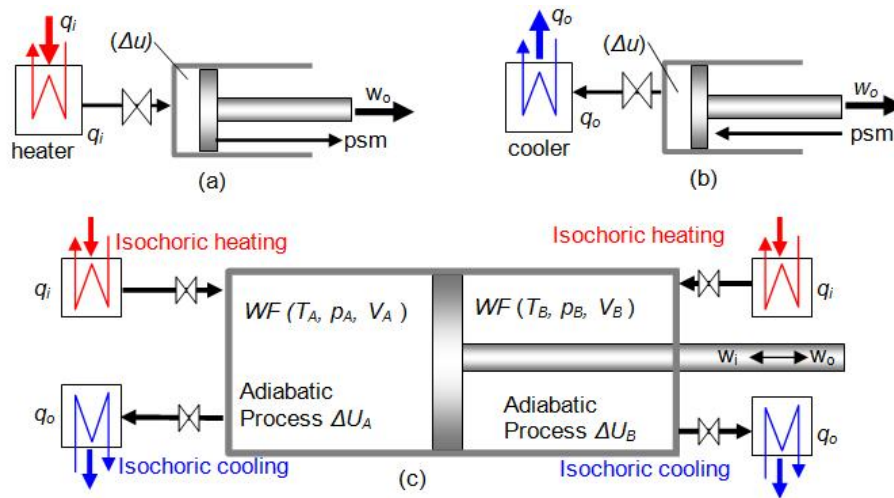 qi
(Δu)
wo
qi
psm
heater
(a)
qo
(Δu)
wo
qo
psm
cooler
(b)
Isochoric heating
Isochoric heating
qi
qi
WF (TA, pA, VA )
WF (TB, pB, VB )
wi
wo
Adiabatic
Process ΔUA
Adiabatic
Process ΔUB
qo
qo
Isochoric cooling
(c)
Isochoric cooling